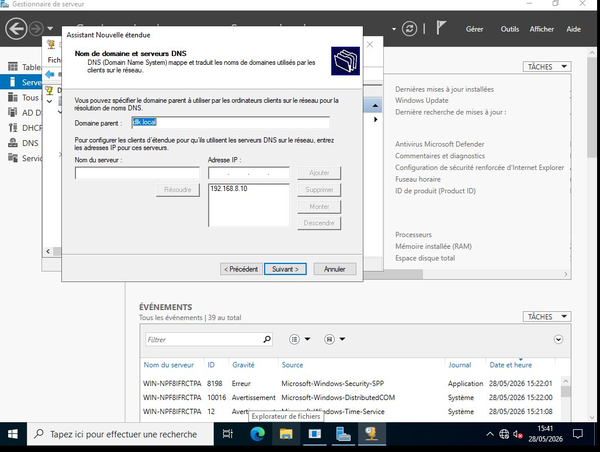 Gestionnaire de serveur
Gérer Outils Afficher Aide
Assistant Nouvelle étendue
Nom de domaine et serveurs DNS
DNS (Domain Name System) mappe et traduit les noms de domaines utilisés par les
clients sur le réseau.
Vous pouvez spécifier le domaine parent à utiliser par les ordinateurs clients sur le réseau pour la
résolution de noms DNS.
Domaine parent : dk.local
Pour configurer les clients d'étendue pour qu'ils utilisent les serveurs DNS sur le réseau, entrez
les adresses IP pour ces serveurs.
Nom du serveur : Adresse IP :
Ajouter
Résoudre 192.168.8.10 Supprimer
Monter
Descendre
< Précédent Suivant > Annuler
Fichi
Tous
AD D
DHCP
DNS
TÂCHES
Dernières mises à jour installées
Windows Update
Dernière recherche de mises à jour :
Antivirus Microsoft Defender
Commentaires et diagnostics
Configuration de sécurité renforcée d'Internet Explorer
Fuseau horaire
ID de produit (Product ID)
Processeurs
Mémoire installée (RAM)
Espace disque total
ÉVÉNEMENTS
Tous les événements | 39 au total
TÂCHES
Filtrer
Nom du serveur ID Gravité Source Journal Date et heure
WIN-NPF8IFRCTPA 8198 Erreur Microsoft-Windows-Security-SPP Application 28/05/2026 15:22:01
WIN-NPF8IFRCTPA 10016 Avertissement Microsoft-Windows-DistributedCOM Système 28/05/2026 15:22:00
WIN-NPF8IFRCTPA 12 Microsoft-Windows-Time-Service Système 28/05/2026 15:21:08
Explorateur de fichiers
Tapez ici pour effectuer une recherche
15:41
28/05/2026